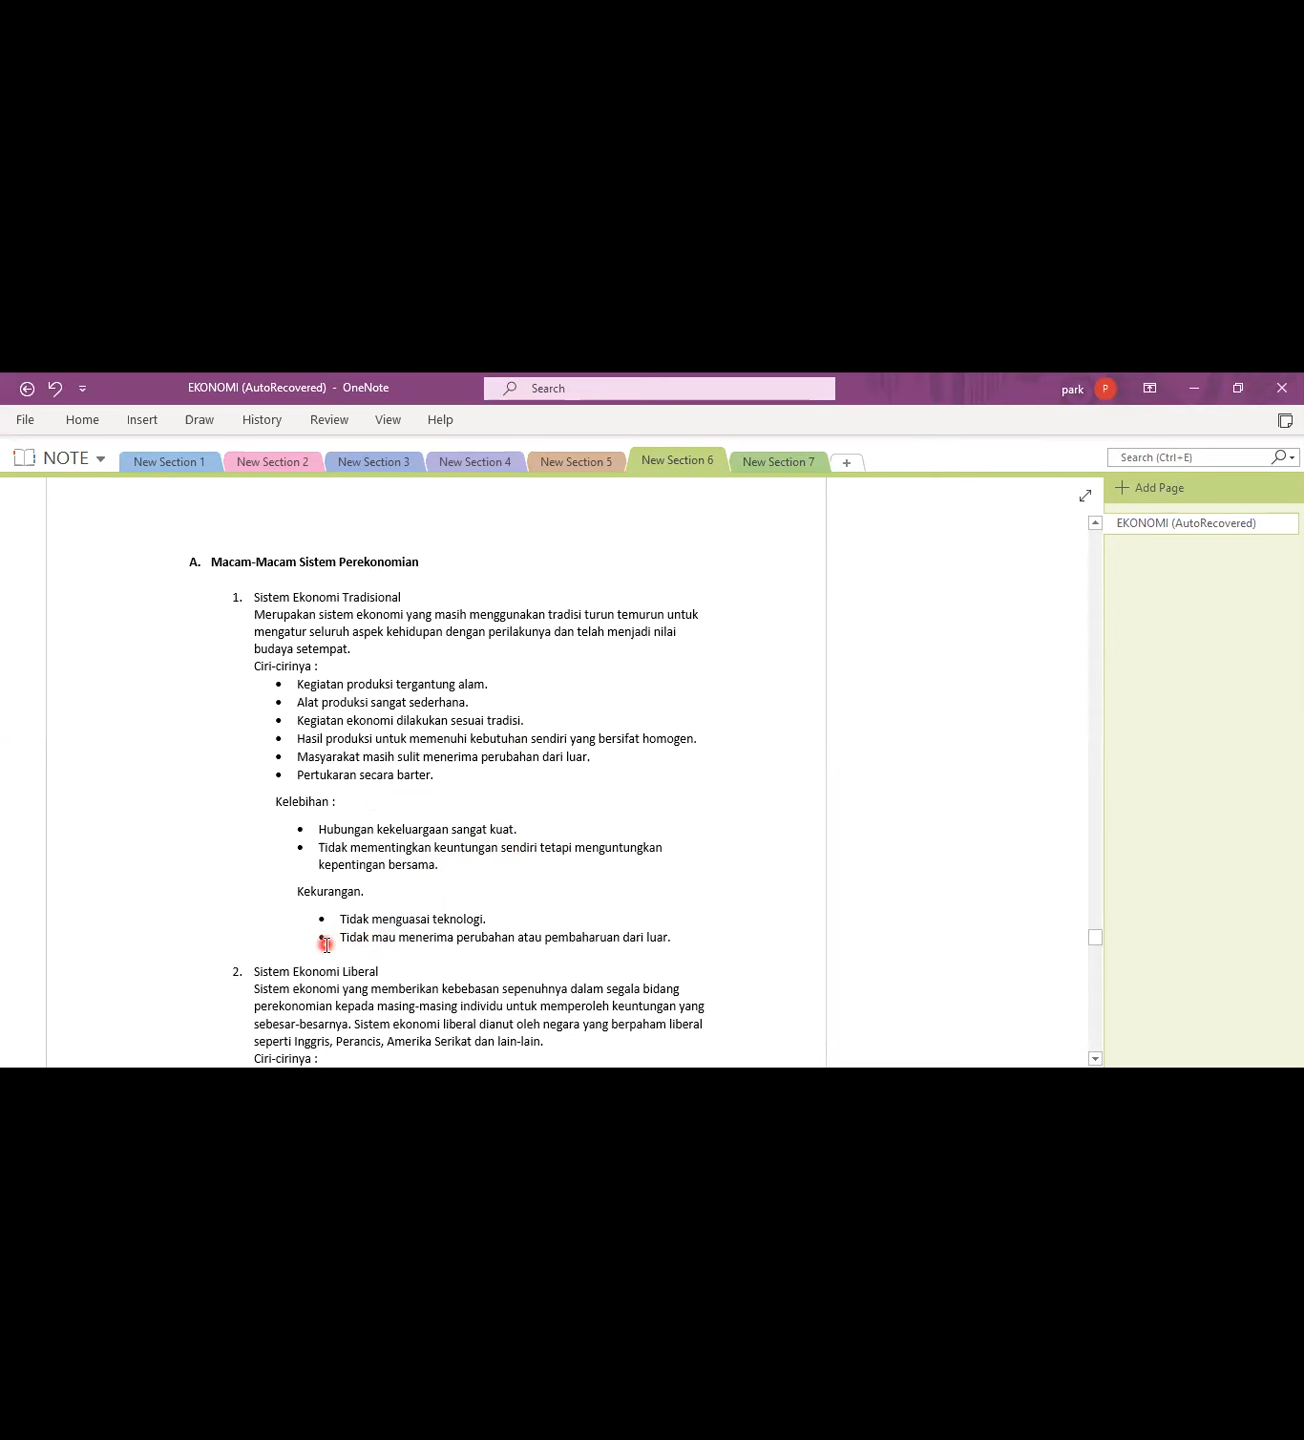 EKONOMI (AutoRecovered) - OneNote
Search
park
P
File Home Insert Draw History Review View Help
NOTE
New Section 1 New Section 2 New Section 3 New Section 4 New Section 5 New Section 6 New Section 7 +
Search (Ctrl+E)
Add Page
EKONOMI (AutoRecovered)
A. Macam-Macam Sistem Perekonomian
1. Sistem Ekonomi Tradisional
Merupakan sistem ekonomi yang masih menggunakan tradisi turun temurun untuk
mengatur seluruh aspek kehidupan dengan perilakunya dan telah menjadi nilai
budaya setempat.
Ciri-cirinya :
• Kegiatan produksi tergantung alam.
• Alat produksi sangat sederhana.
• Kegiatan ekonomi dilakukan sesuai tradisi.
• Hasil produksi untuk memenuhi kebutuhan sendiri yang bersifat homogen.
• Masyarakat masih sulit menerima perubahan dari luar.
• Pertukaran secara barter.
Kelebihan :
• Hubungan kekeluargaan sangat kuat.
• Tidak mementingkan keuntungan sendiri tetapi menguntungkan
kepentingan bersama.
Kekurangan.
• Tidak menguasai teknologi.
• Tidak mau menerima perubahan atau pembaharuan dari luar.
2. Sistem Ekonomi Liberal
Sistem ekonomi yang memberikan kebebasan sepenuhnya dalam segala bidang
perekonomian kepada masing-masing individu untuk memperoleh keuntungan yang
sebesar-besarnya. Sistem ekonomi liberal dianut oleh negara yang berpaham liberal
seperti Inggris, Perancis, Amerika Serikat dan lain-lain.
Ciri-cirinya :